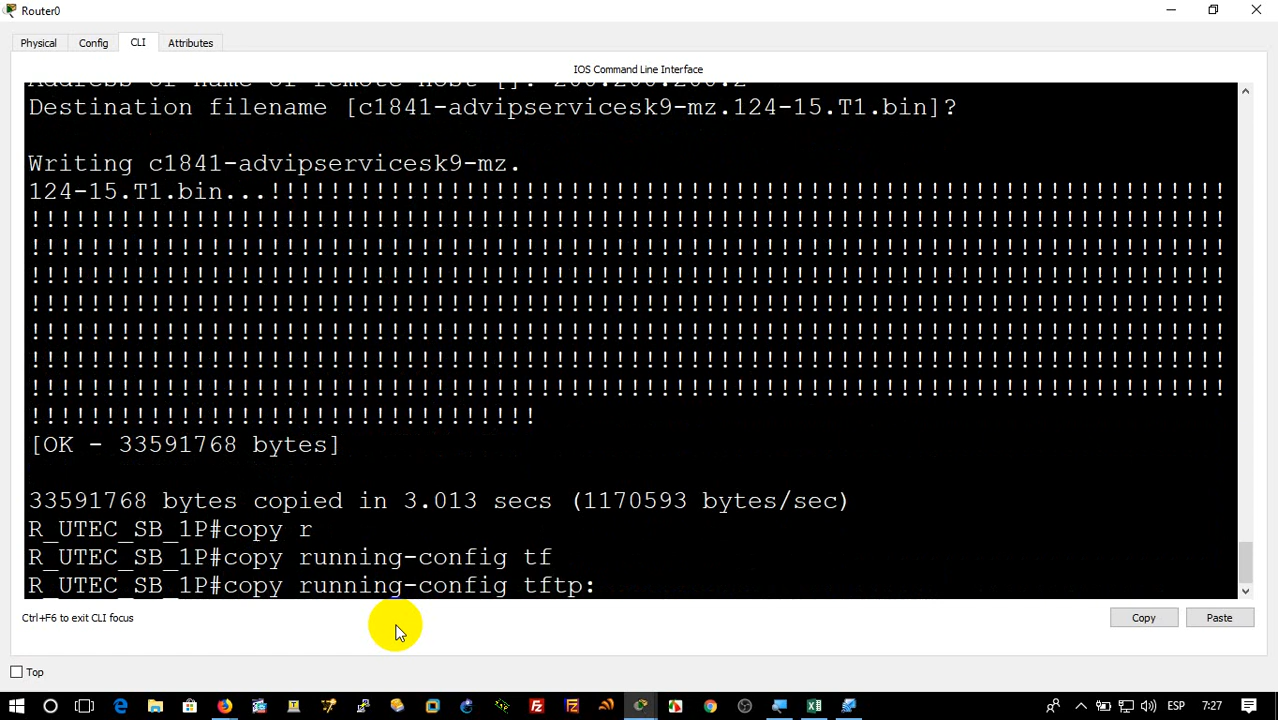 Router0
Physical
Config
CLI
Attributes
IOS Command Line Interface
Address or name of remote host []? 200.200.200.2
Destination filename [c1841-advipservicesk9-mz.124-15.T1.bin]?
Writing c1841-advipservicesk9-mz.
124-15.T1.bin...!!!!!!!!!!!!!!!!!!!!!!!!!!!!!!!!!!!!!!!!!!!!!!!!!!!!!!!!!!!!!!!!
!!!!!!!!!!!!!!!!!!!!!!!!!!!!!!!!!!!!!!!!!!!!!!!!!!!!!!!!!!!!!!!!!!!!!!!!!!!!!!!!
!!!!!!!!!!!!!!!!!!!!!!!!!!!!!!!!!!!!!!!!!!!!!!!!!!!!!!!!!!!!!!!!!!!!!!!!!!!!!!!!
!!!!!!!!!!!!!!!!!!!!!!!!!!!!!!!!!!!!!!!!!!!!!!!!!!!!!!!!!!!!!!!!!!!!!!!!!!!!!!!!
!!!!!!!!!!!!!!!!!!!!!!!!!!!!!!!!!!!!!!!!!!!!!!!!!!!!!!!!!!!!!!!!!!!!!!!!!!!!!!!!
!!!!!!!!!!!!!!!!!!!!!!!!!!!!!!!!!!!!!!!!!!!!!!!!!!!!!!!!!!!!!!!!!!!!!!!!!!!!!!!!
!!!!!!!!!!!!!!!!!!!!!!!!!!!!!!!!!!!!!!!!!!!!!!!!!!!!!!!!!!!!!!!!!!!!!!!!!!!!!!!!
!!!!!!!!!!!!!!!!!!!!!!!!!!!!!!!!!!!!!!!!!!!!!!!!!!!!!!!!!!!!!!!!!!!!!!!!!!!!!!!!
!!!!!!!!!!!!!!!!!!!!!!!!!!!!!!!!!!
[OK - 33591768 bytes]
33591768 bytes copied in 3.013 secs (1170593 bytes/sec)
R_UTEC_SB_1P#copy r
R_UTEC_SB_1P#copy running-config tf
R_UTEC_SB_1P#copy running-config tftp:
Ctrl+F6 to exit CLI focus
Copy
Paste
Top
ESP
7:27